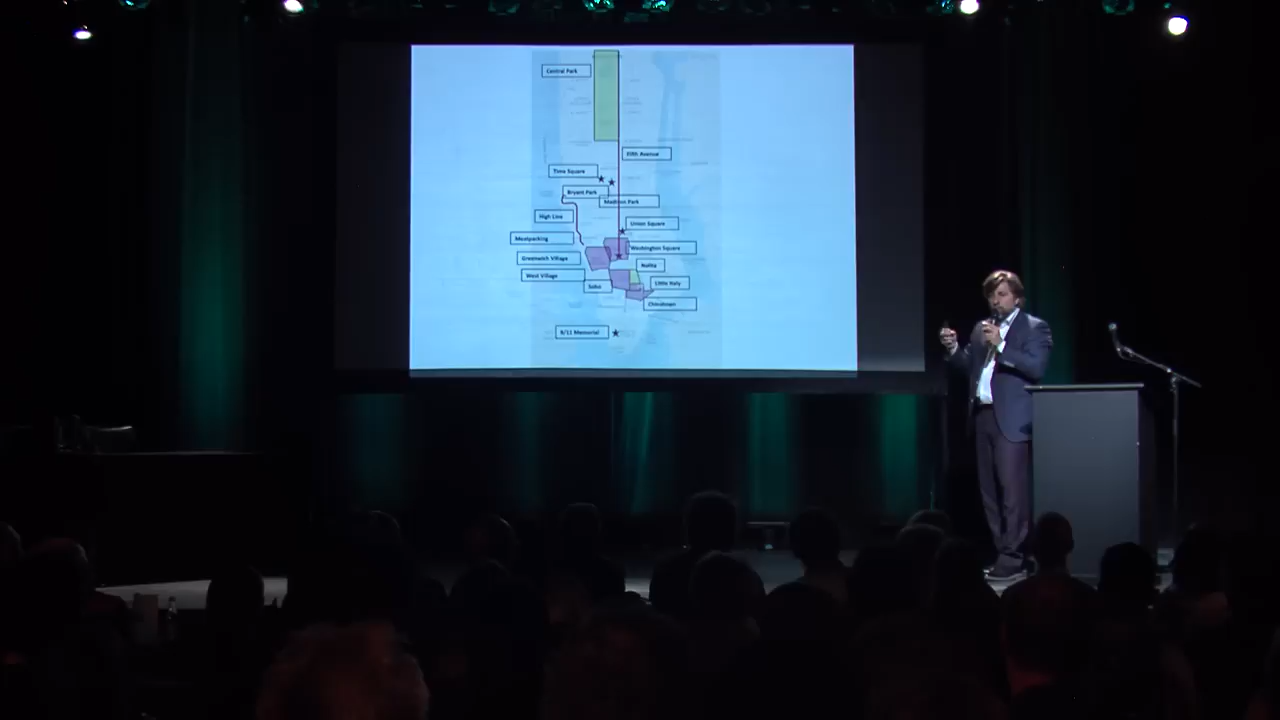 Central Park
Fifth Avenue
Time Square
Bryant Park
Madison Park
High Line
Union Square
Meatpacking
Washington Square
Greenwich Village
Nolita
West Village
Little Italy
Soho
Chinatown
9/11 Memorial